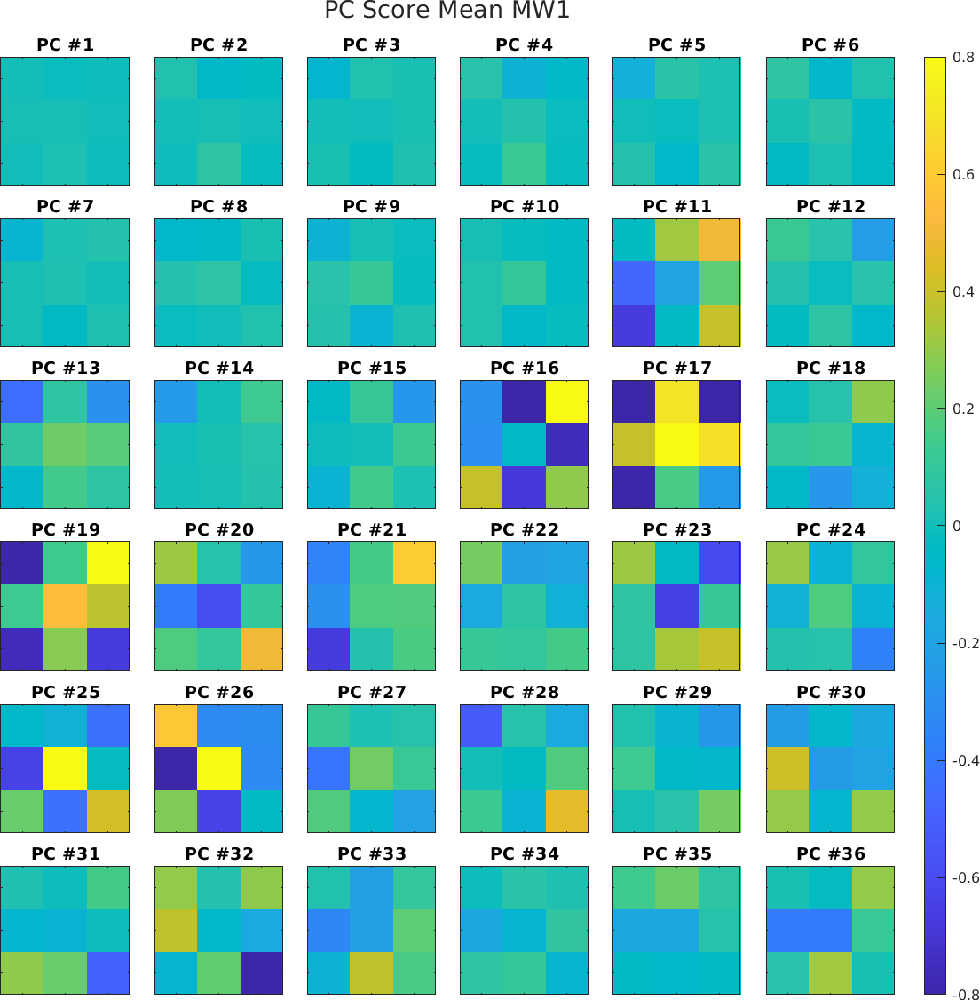 PC Score Mean MW1
PC #1 PC #2 PC #3 PC #4 PC #5 PC #6
PC #7 PC #8 PC #9 PC #10 PC #11 PC #12
PC #13 PC #14 PC #15 PC #16 PC #17 PC #18
PC #19 PC #20 PC #21 PC #22 PC #23 PC #24
PC #25 PC #26 PC #27 PC #28 PC #29 PC #30
PC #31 PC #32 PC #33 PC #34 PC #35 PC #36
0.8
0.6
0.4
0.2
0
-0.2
-0.4
-0.6
-0.8